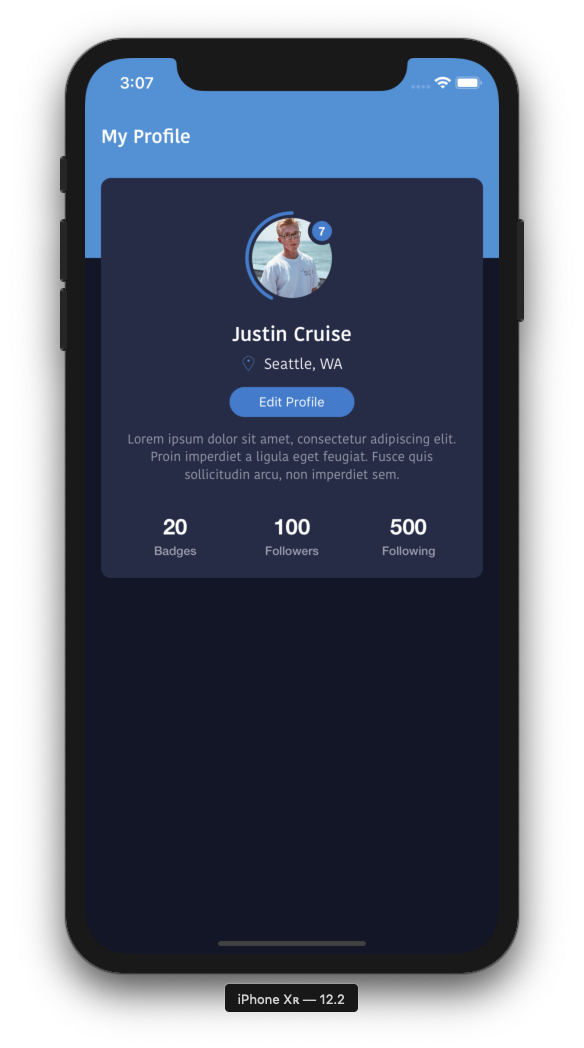 3:07
My Profile
7
Justin Cruise
Seattle, WA
Edit Profile
Lorem ipsum dolor sit amet, consectetur adipiscing elit.
Proin imperdiet a ligula eget feugiat. Fusce quis
sollicitudin arcu, non imperdiet sem.
20 100 500
Badges Followers Following
iPhone Xʀ — 12.2